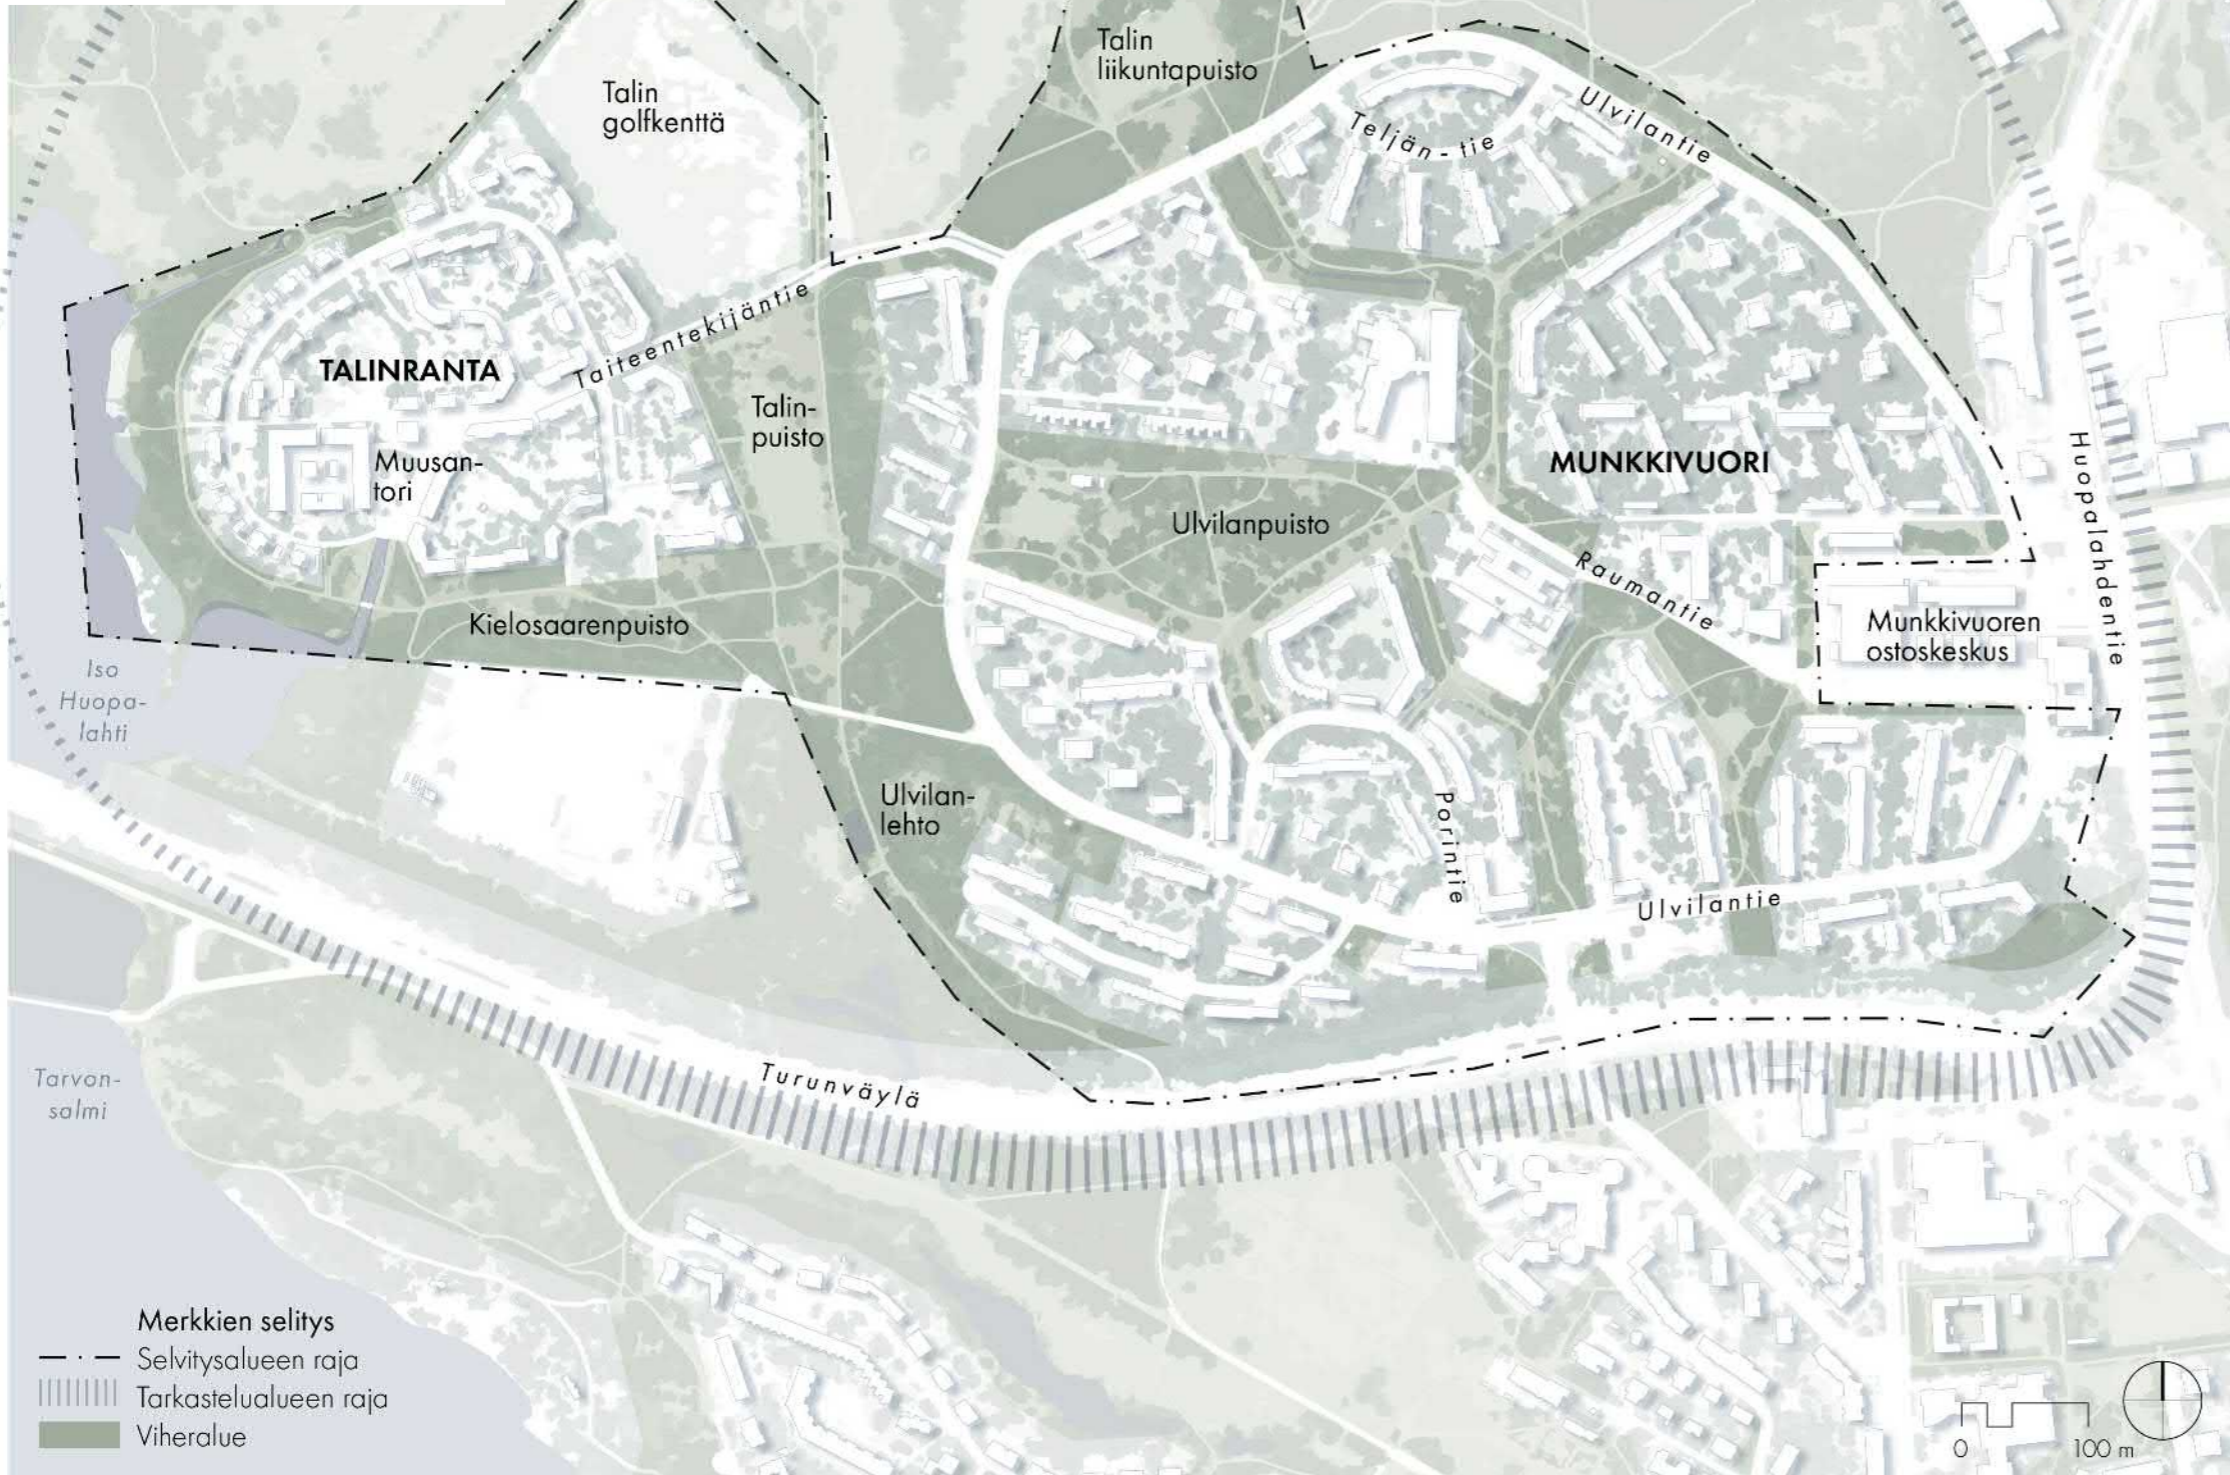 Talin
liikuntapuisto
Talin
golfkenttä
Ulvilantie
Teljän-tie
Taiteentekijäntie
TALINRANTA
Talin-
puisto
Muusan-
tori
MUNKKIVUORI
Huopalahdentie
Ulvilanpuisto
Raumantie
Kielosaarenpuisto
Munkkivuoren
ostoskeskus
Iso
Huopa-
lahti
Ulvilan-
lehto
Porintie
Ulvilantie
Turunväylä
Tarvon-
salmi
Merkkien selitys
Selvitysalueen raja
Tarkastelualueen raja
Viheralue
0 100 m